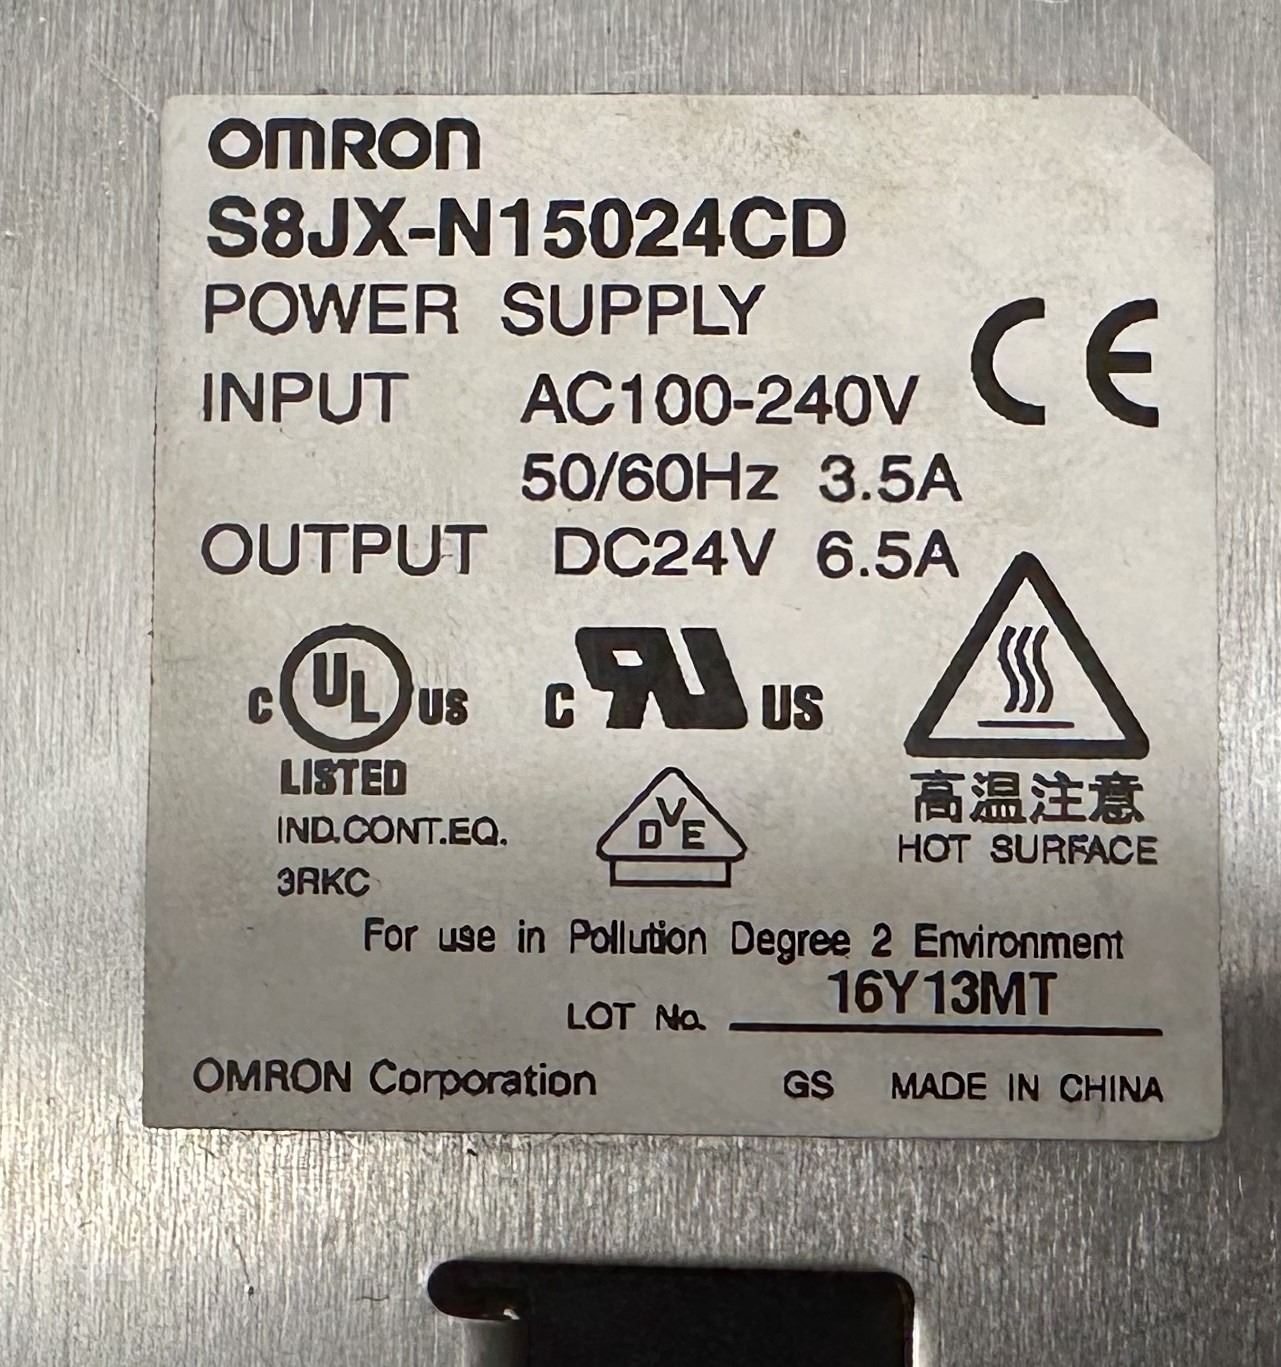 OMRON
S8JX-N15024CD
POWER SUPPLY
INPUT AC100-240V
50/60Hz 3.5A
OUTPUT DC24V 6.5A
CE
C UL US
LISTED
IND.CONT.EQ.
3RKC
C RU US
VDE
高温注意
HOT SURFACE
For use in Pollution Degree 2 Environment
LOT No. 16Y13MT
OMRON Corporation GS MADE IN CHINA